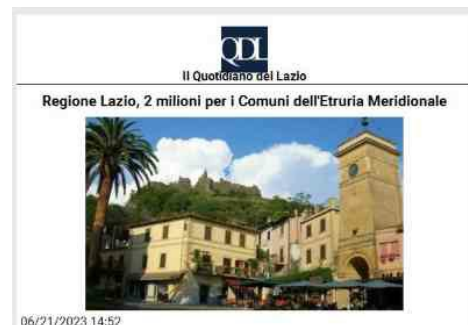 QDL
Il Quotidiano del Lazio
Regione Lazio, 2 milioni per i Comuni dell'Etruria Meridionale
06/21/2023 14:52